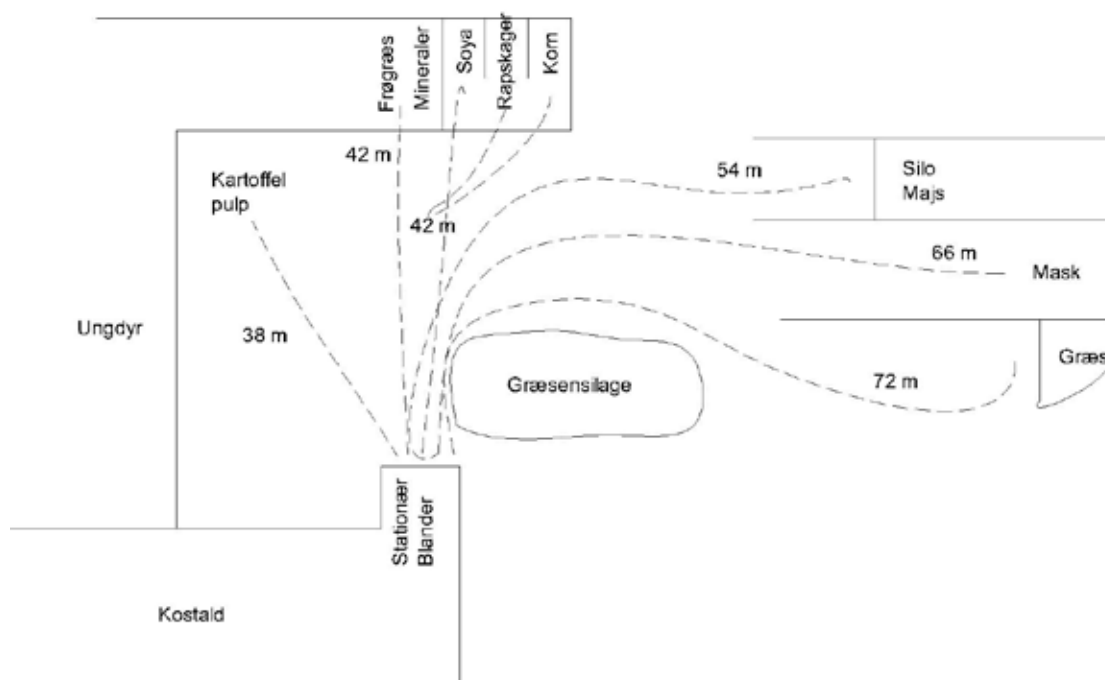 Frøgræs
Mineraler
Soya
Rapskager
Korn
42 m
54 m
Silo
Majs
Kartoffel
pulp
42 m
66 m
Mask
Ungdyr
38 m
Græs
Græsensilage
72 m
Stationær
Blander
Kostald